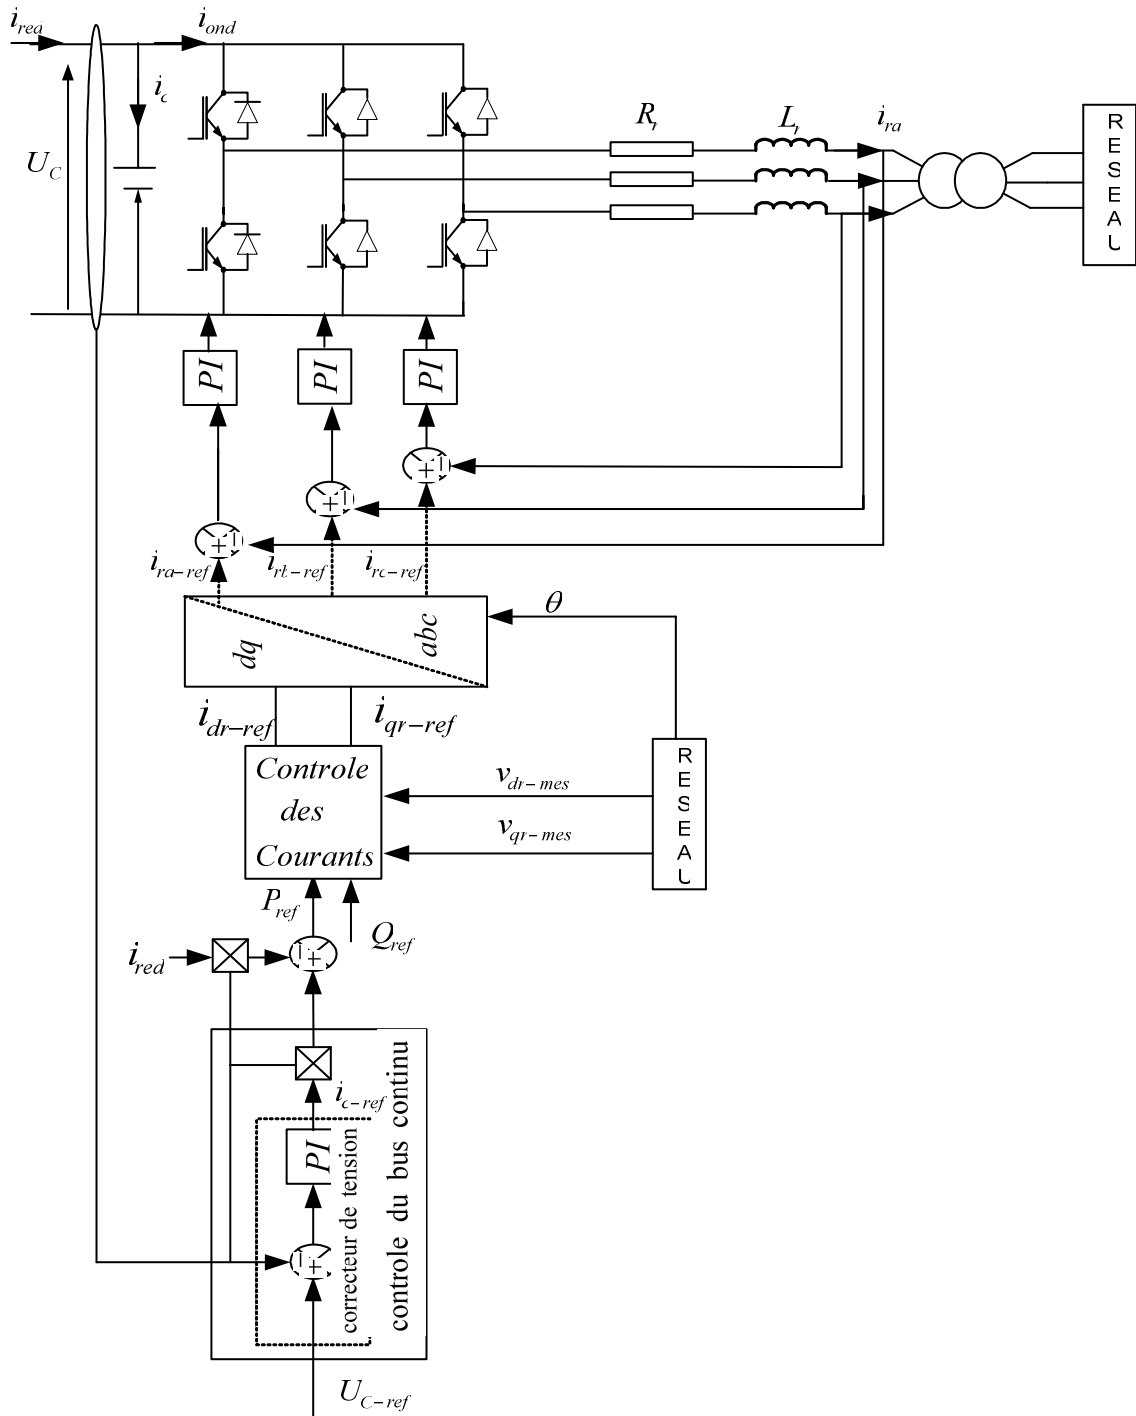 i_red
i_ond
i_c
U_C
R_r
L_r
i_ra
RESEAU
PI
PI
PI
+
+
+
i_ra-ref
i_rb-ref
i_rc-ref
dq
abc
θ
i_dr-ref
i_qr-ref
Controle
des
Courants
v_dr-mes
v_qr-mes
RESEAU
P_ref
Q_ref
i_red
+
i_c-ref
PI
+
correcteur de tension
controle du bus continu
U_C-ref